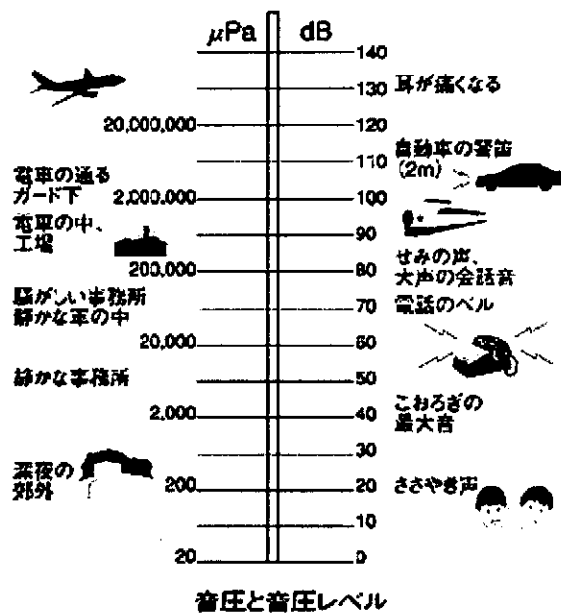 μPa dB
140
130 耳が痛くなる
20,000,000 120
110 自動車の警笛
(2m)
電車の通る
ガード下 2,000,000 100
電車の中、
工場 90
せみの声、
200,000 80 大声の会話音
騒がしい事務所
静かな車の中 70 電話のベル
20,000 60
静かな事務所 50
2,000 40 こおろぎの
最大音
30
深夜の
郊外 200 20 ささやき声
10
20 0
音圧と音圧レベル